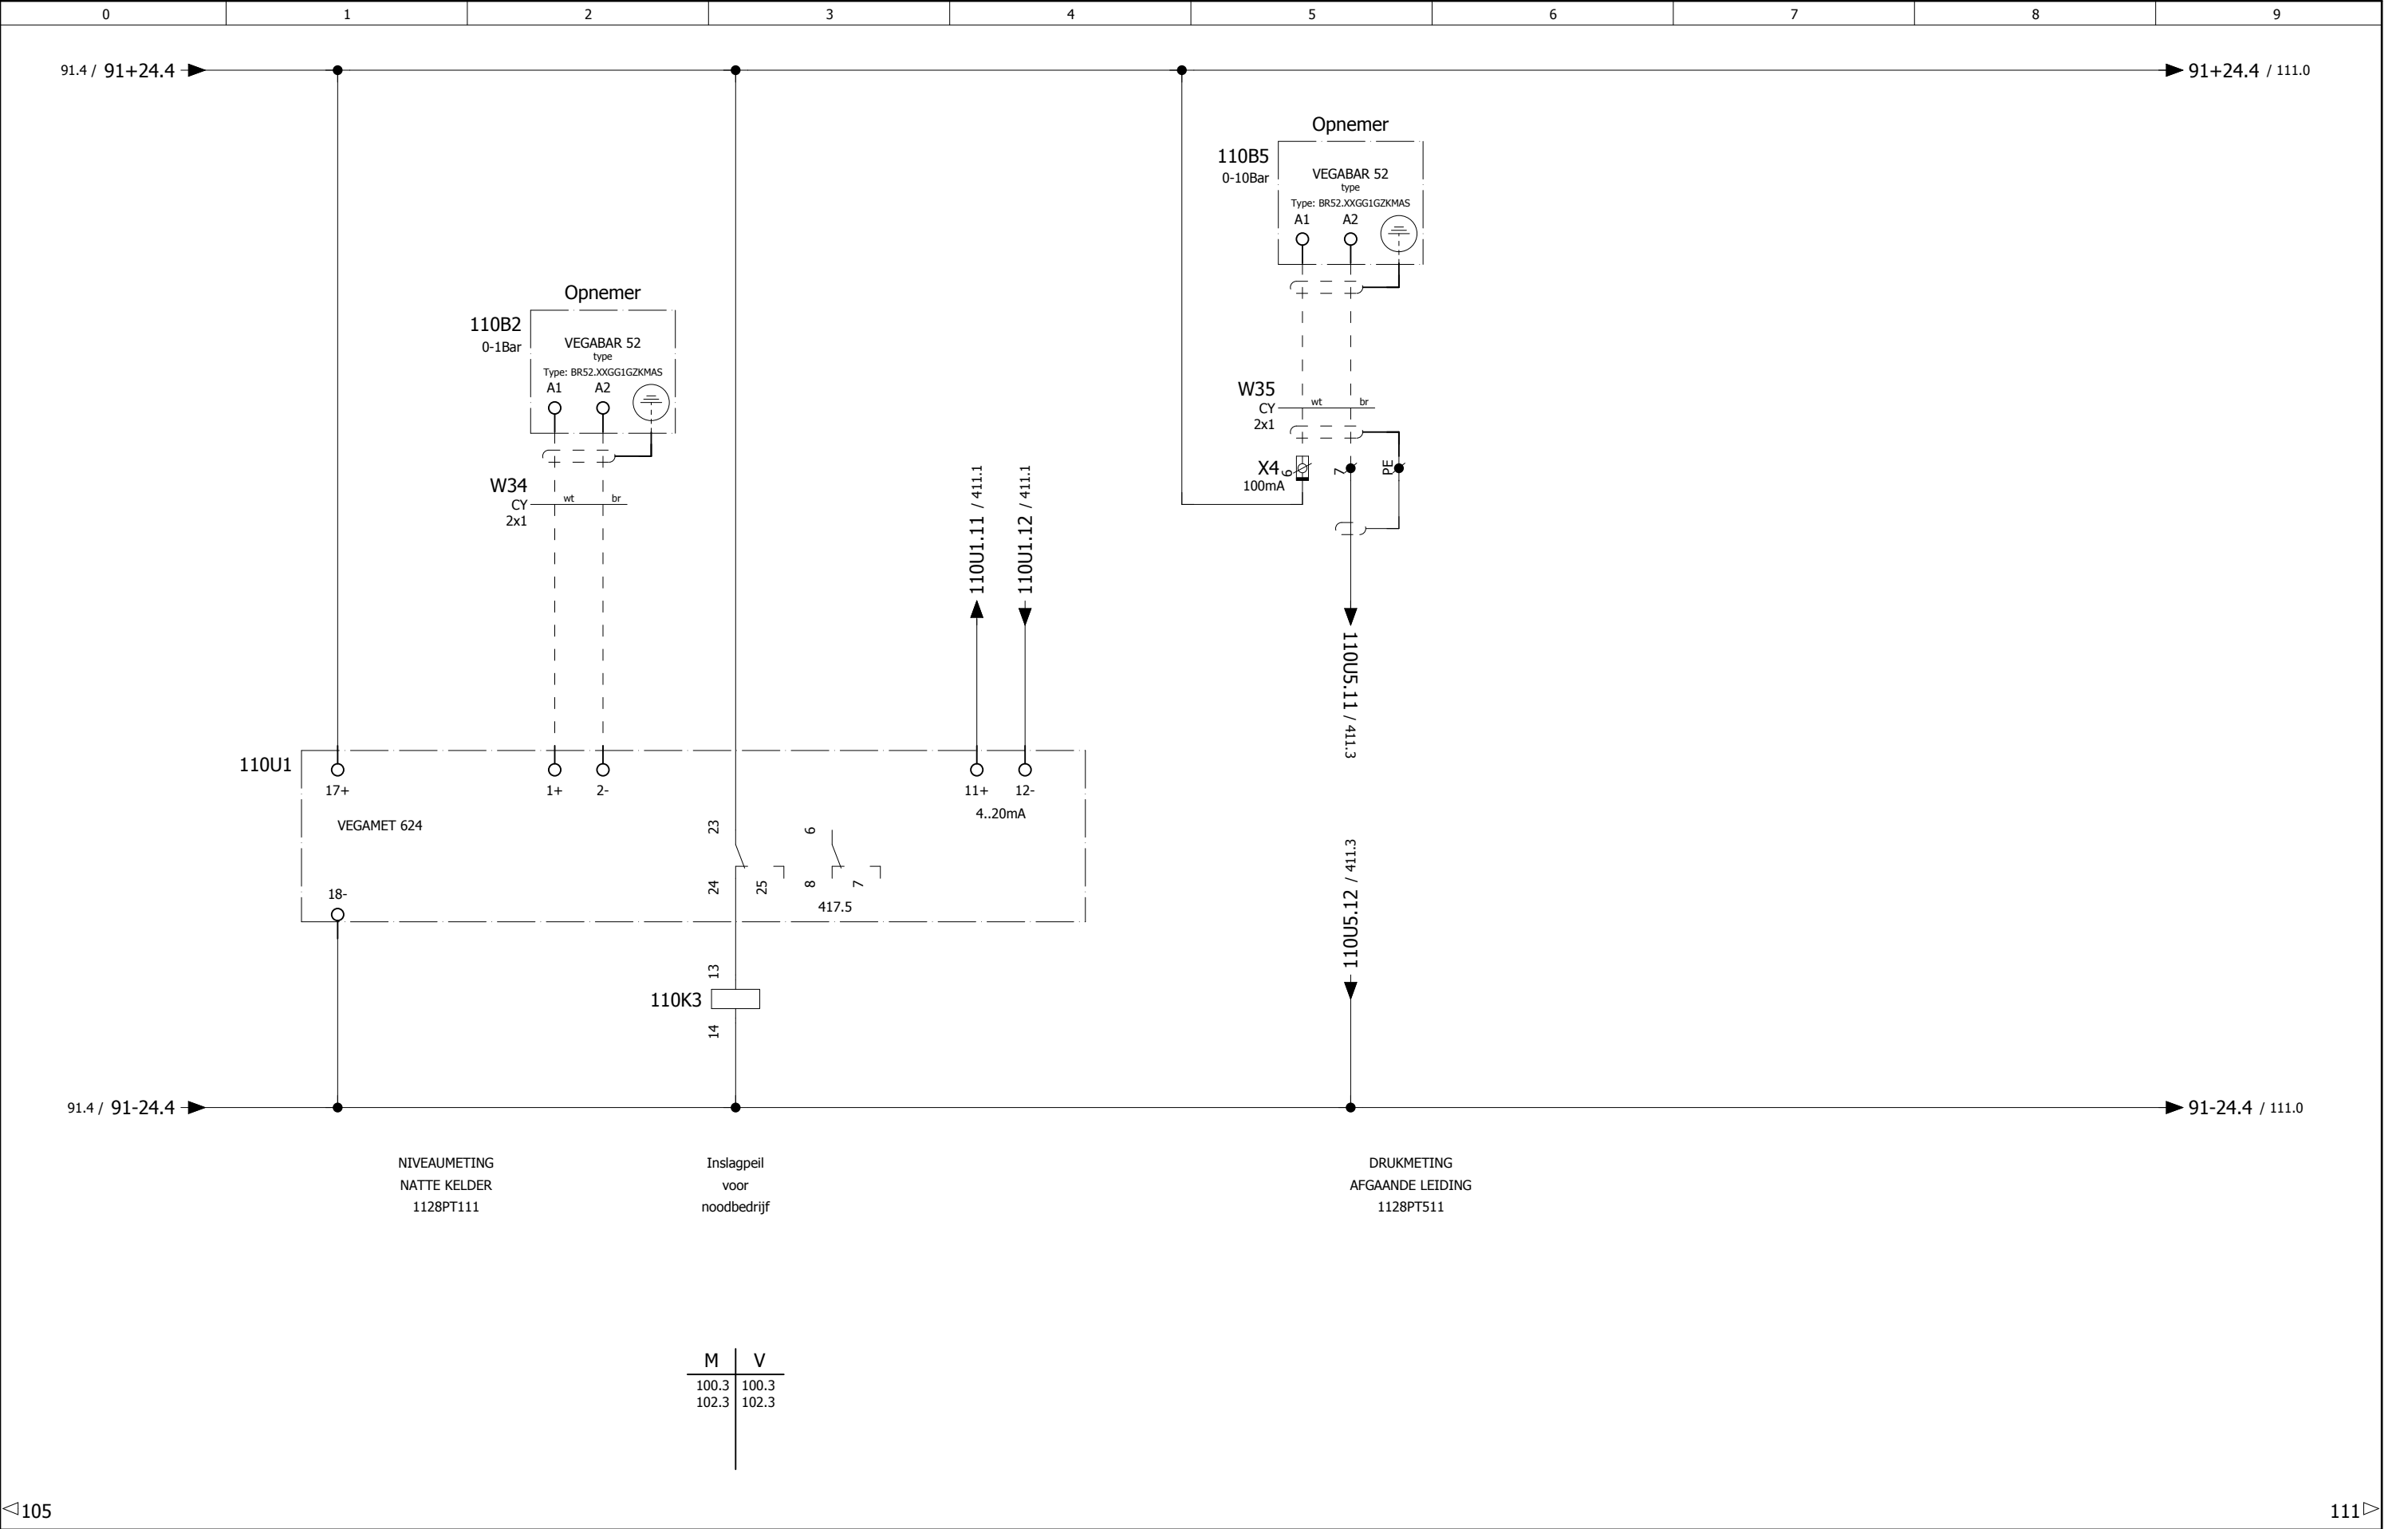 0 1 2 3 4 5 6 7 8 9
91.4 / 91+24.4
91+24.4 / 111.0
Opnemer
110B5
0-10Bar
VEGABAR 52
type
Type: BR52.XXGG1GZKMAS
A1 A2
W35
CY
2x1
wt br
X4
100mA
6
7
PE
Opnemer
110B2
0-1Bar
VEGABAR 52
type
Type: BR52.XXGG1GZKMAS
A1 A2
W34
CY
2x1
wt br
110U1.11 / 411.1
110U1.12 / 411.1
110U5.11 / 411.3
110U5.12 / 411.3
110U1
17+
1+
2-
11+
12-
4..20mA
VEGAMET 624
23
24
25
6
8
7
417.5
18-
110K3
13
14
91.4 / 91-24.4
91-24.4 / 111.0
NIVEAUMETING
NATTE KELDER
1128PT111
Inslagpeil
voor
noodbedrijf
DRUKMETING
AFGAANDE LEIDING
1128PT511
M V
100.3 100.3
102.3 102.3
105
111